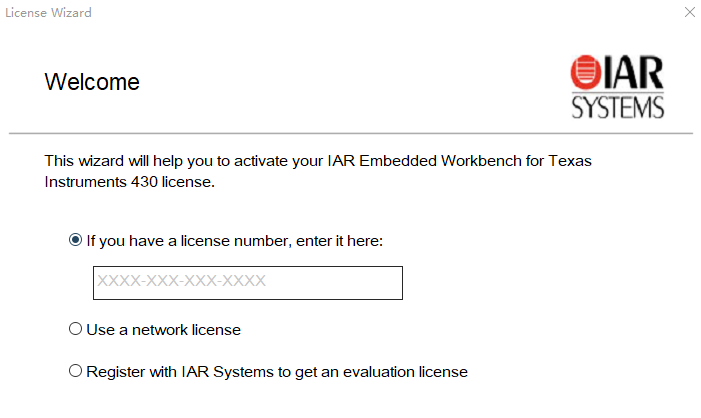 License Wizard
Welcome
IAR
SYSTEMS
This wizard will help you to activate your IAR Embedded Workbench for Texas
Instruments 430 license.
If you have a license number, enter it here:
XXXX-XXX-XXX-XXXX
Use a network license
Register with IAR Systems to get an evaluation license